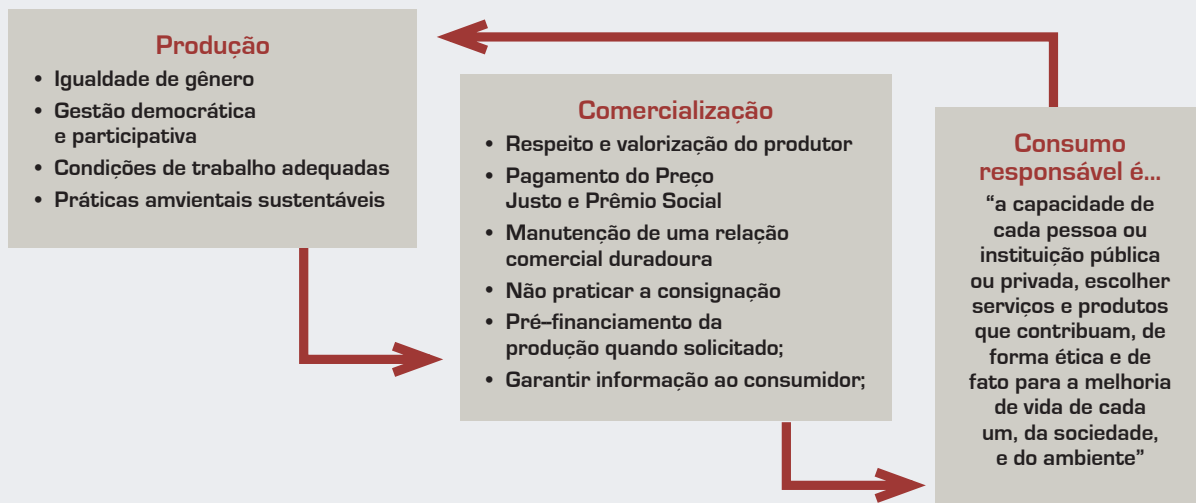 Produção
• Igualdade de gênero
• Gestão democrática
e participativa
• Condições de trabalho adequadas
• Práticas amvientais sustentáveis
Comercialização
• Respeito e valorização do produtor
• Pagamento do Preço
Justo e Prêmio Social
• Manutenção de uma relação
comercial duradoura
• Não praticar a consignação
• Pré–financiamento da
produção quando solicitado;
• Garantir informação ao consumidor;
Consumo
responsável é...
“a capacidade de
cada pessoa ou
instituição pública
ou privada, escolher
serviços e produtos
que contribuam, de
forma ética e de
fato para a melhoria
de vida de cada
um, da sociedade,
e do ambiente”